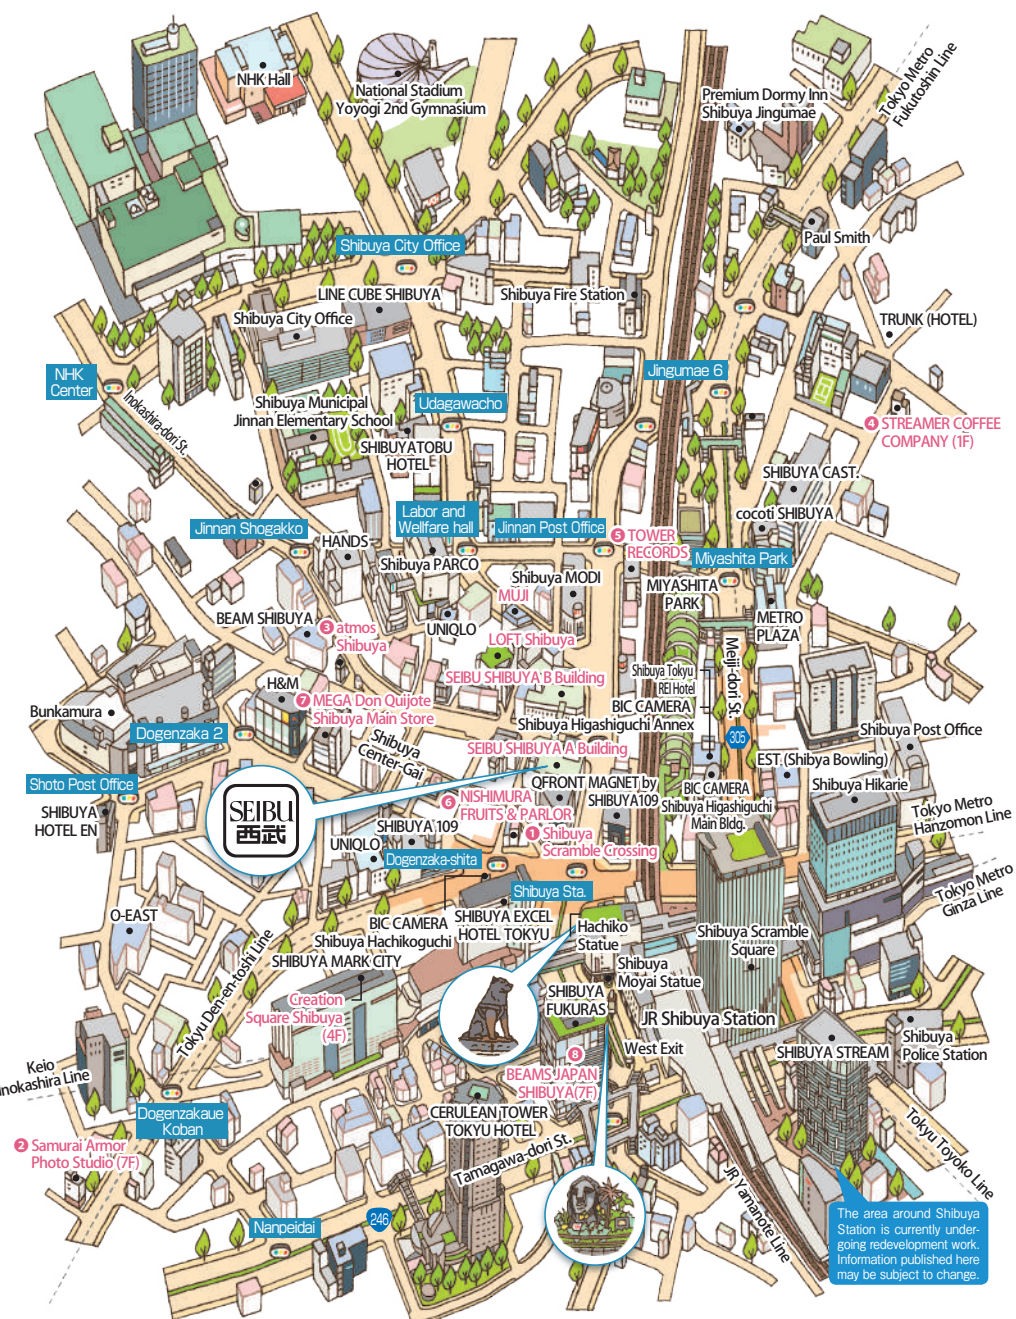 NHK Hall
National Stadium
Yoyogi 2nd Gymnasium
Premium Dormy Inn
Shibuya Jingumae
Tokyo Metro
Fukutoshin Line
Paul Smith
Shibuya City Office
LINE CUBE SHIBUYA
Shibuya City Office
Shibuya Fire Station
TRUNK (HOTEL)
NHK
Center
Inokashira-dori St.
Jingumae 6
Shibuya Municipal
Jinnan Elementary School
Udagawacho
SHIBUYATOBU
HOTEL
4 STREAMER COFFEE
COMPANY (1F)
SHIBUYA CAST.
cocoti SHIBUYA
Jinnan Shogakko
Labor and
Wellfare hall
Jinnan Post Office
HANDS
Shibuya PARCO
5 TOWER
RECORDS
Miyashita Park
Shibuya MODI
MUJI
MIYASHITA
PARK
METRO
PLAZA
BEAM SHIBUYA
3 atmos
Shibuya
UNIQLO
LOFT Shibuya
SEIBU SHIBUYA B Building
Shibuya Tokyu
REI Hotel
Meiji-dori St.
H&M
7 MEGA Don Quijote
Shibuya Main Store
BIC CAMERA
Shibuya Higashiguchi Annex
Bunkamura
Dogenzaka 2
Shibuya
Center-Gai
SEIBU SHIBUYA A Building
305
Shibuya Post Office
EST (Shibya Bowling)
Shoto Post Office
SHIBUYA
HOTEL EN
SEIBU
西武
QFRONT MAGNET by
SHIBUYA109
6 NISHIMURA
FRUITS & PARLOR
BIC CAMERA
Shibuya Higashiguchi
Main Bldg.
Shibuya Hikarie
Tokyo Metro
Hanzomon Line
SHIBUYA 109
UNIQLO
1 Shibuya
Scramble Crossing
Dogenzaka-shita
Shibuya Sta.
Tokyo Metro
Ginza Line
O-EAST
BIC CAMERA
Shibuya Hachikoguchi
SHIBUYA EXCEL
HOTEL TOKYU
Hachiko
Statue
Shibuya Scramble
Square
Tokyu Den-en-toshi Line
SHIBUYA MARK CITY
Shibuya
Moyai Statue
Creation
Square Shibuya
(4F)
SHIBUYA
FUKURAS
JR Shibuya Station
West Exit
SHIBUYA STREAM
Shibuya
Police Station
Keio
Inokashira Line
8
BEAMS JAPAN
SHIBUYA(7F)
Dogenzakaue
Koban
CERULEAN TOWER
TOKYU HOTEL
Tamagawa-dori St.
Tokyu Toyoko Line
2 Samurai Armor
Photo Studio (7F)
JR Yamanote Line
Nanpeidai
246
The area around Shibuya
Station is currently under-
going redevelopment work.
Information published here
may be subject to change.